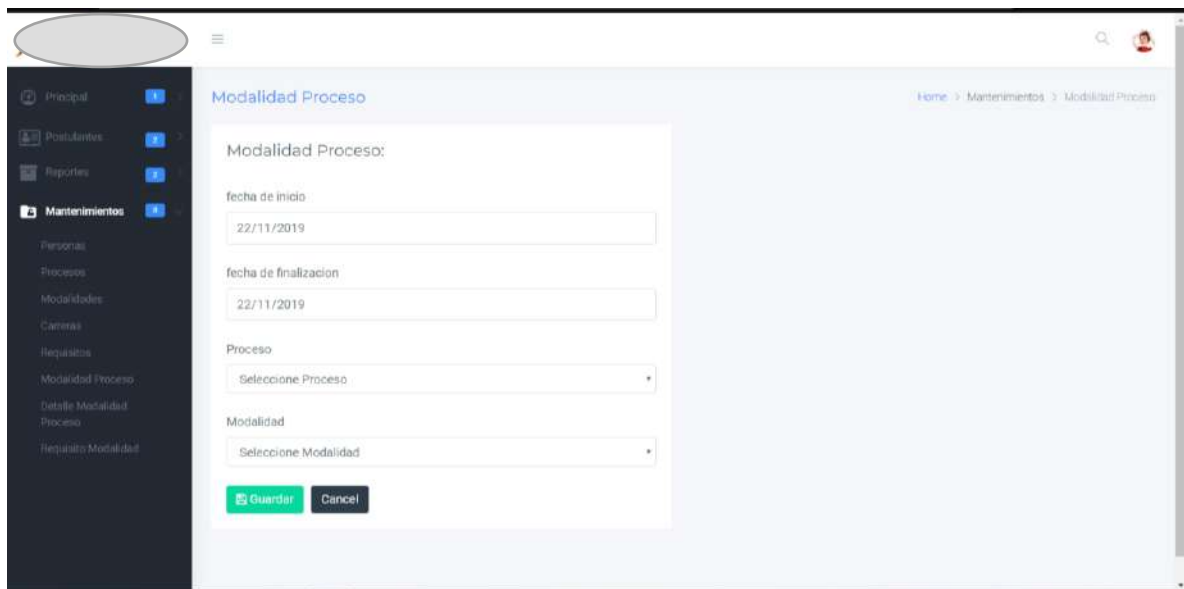 Principal
1
Postulantes
2
Reportes
Mantenimientos
Personas
Procesos
Modalidades
Carreras
Requisitos
Modalidad Proceso
Detalle Modalidad
Proceso
Requisito Modalidad
Modalidad Proceso
Home > Mantenimientos > Modalidad Proceso
Modalidad Proceso:
fecha de inicio
22/11/2019
fecha de finalizacion
22/11/2019
Proceso
Seleccione Proceso
Modalidad
Seleccione Modalidad
Guardar
Cancel